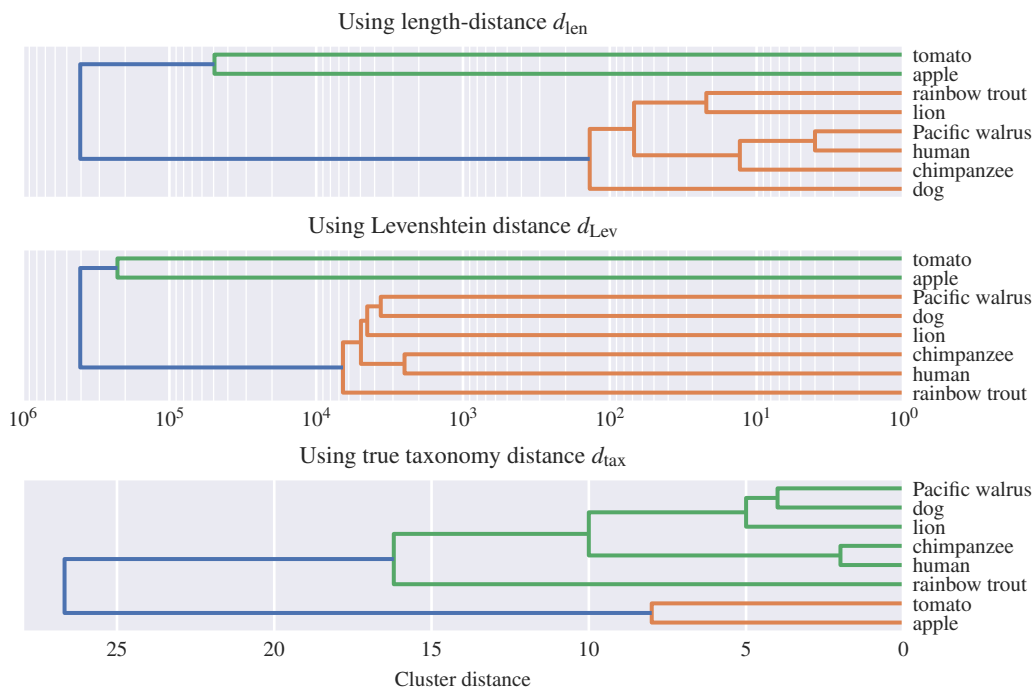 Using length-distance d_len
tomato
apple
rainbow trout
lion
Pacific walrus
human
chimpanzee
dog
Using Levenshtein distance d_Lev
tomato
apple
Pacific walrus
dog
lion
chimpanzee
human
rainbow trout
10^6 10^5 10^4 10^3 10^2 10^1 10^0
Using true taxonomy distance d_tax
Pacific walrus
dog
lion
chimpanzee
human
rainbow trout
tomato
apple
25 20 15 10 5 0
Cluster distance